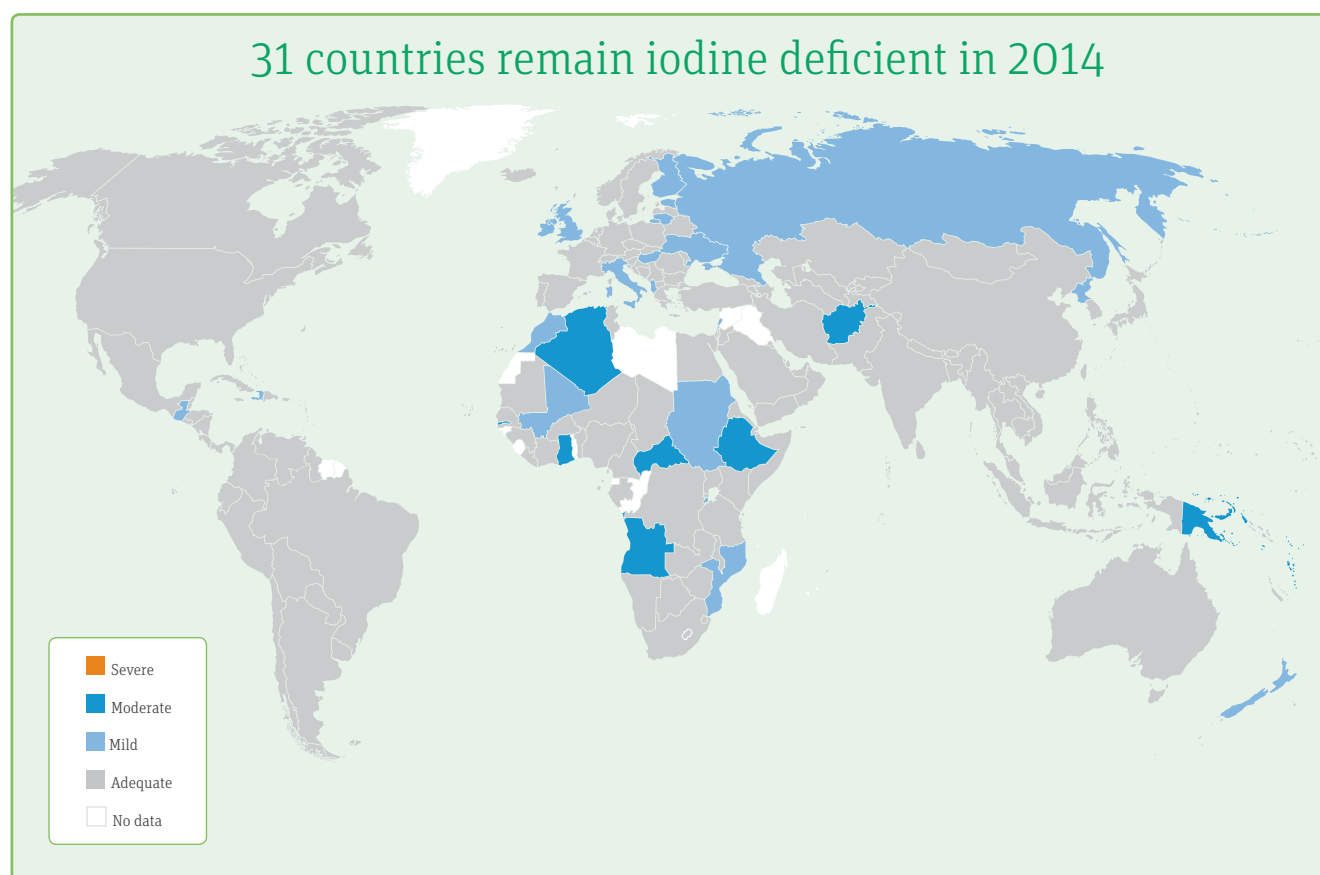 31 countries remain iodine deficient in 2014
Severe
Moderate
Mild
Adequate
No data